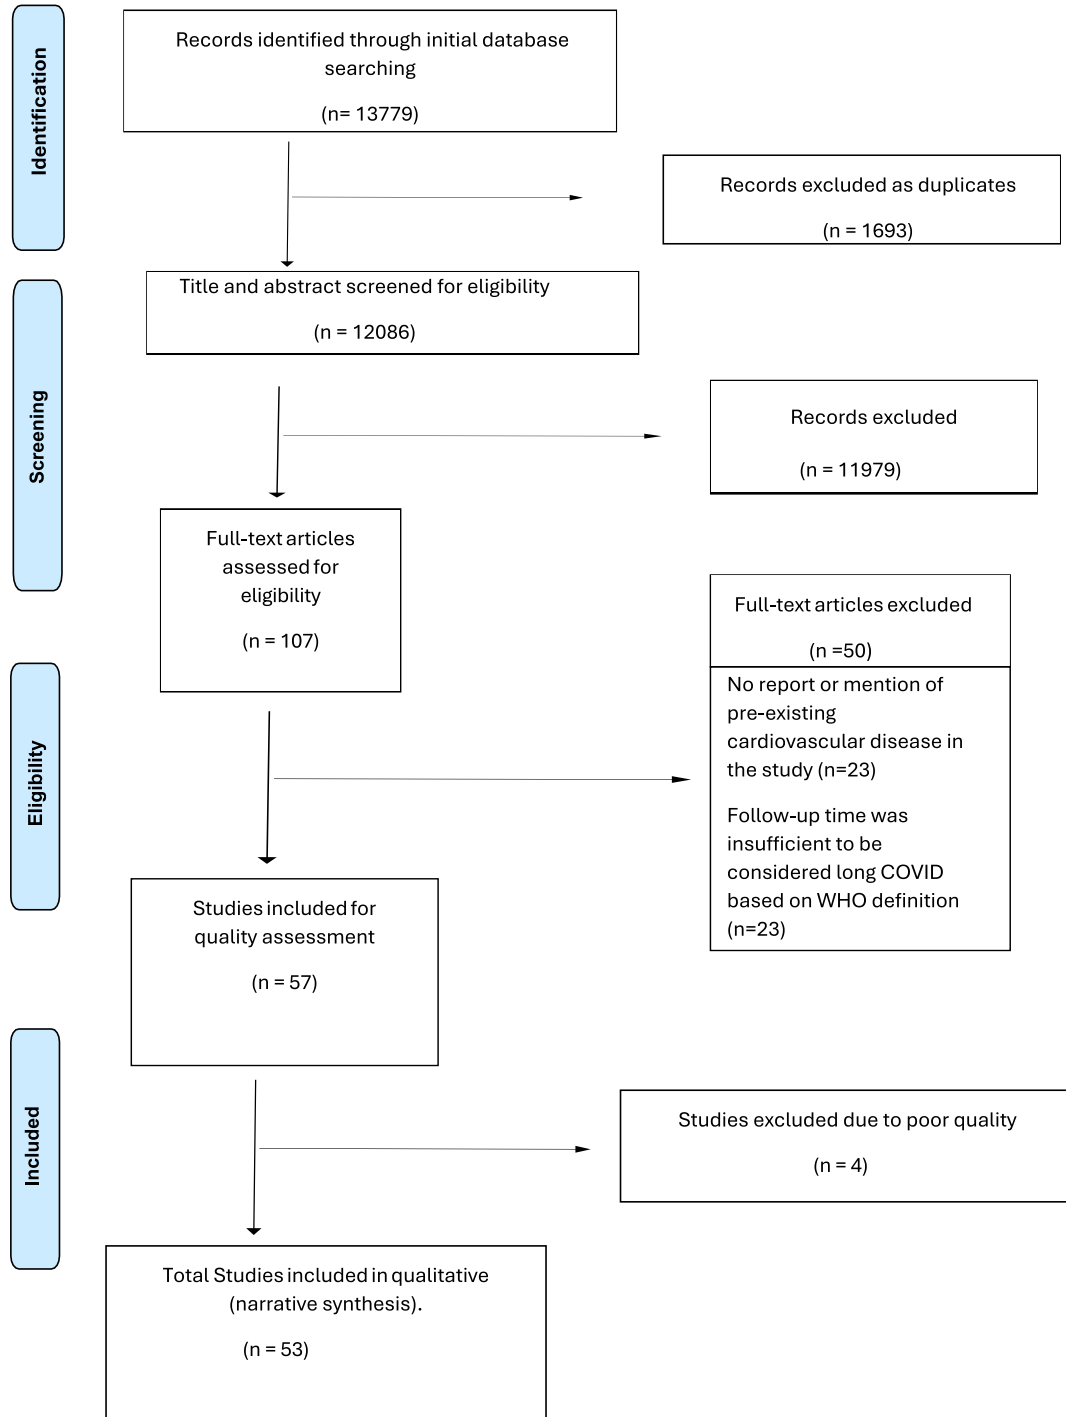 Identification
Records identified through initial database
searching
(n= 13779)
Records excluded as duplicates
(n = 1693)
Screening
Title and abstract screened for eligibility
(n = 12086)
Records excluded
(n = 11979)
Full-text articles
assessed for
eligibility
(n = 107)
Eligibility
Full-text articles excluded
(n =50)
No report or mention of
pre-existing
cardiovascular disease in
the study (n=23)
Follow-up time was
insufficient to be
considered long COVID
based on WHO definition
(n=23)
Studies included for
quality assessment
(n = 57)
Included
Studies excluded due to poor quality
(n = 4)
Total Studies included in qualitative
(narrative synthesis).
(n = 53)